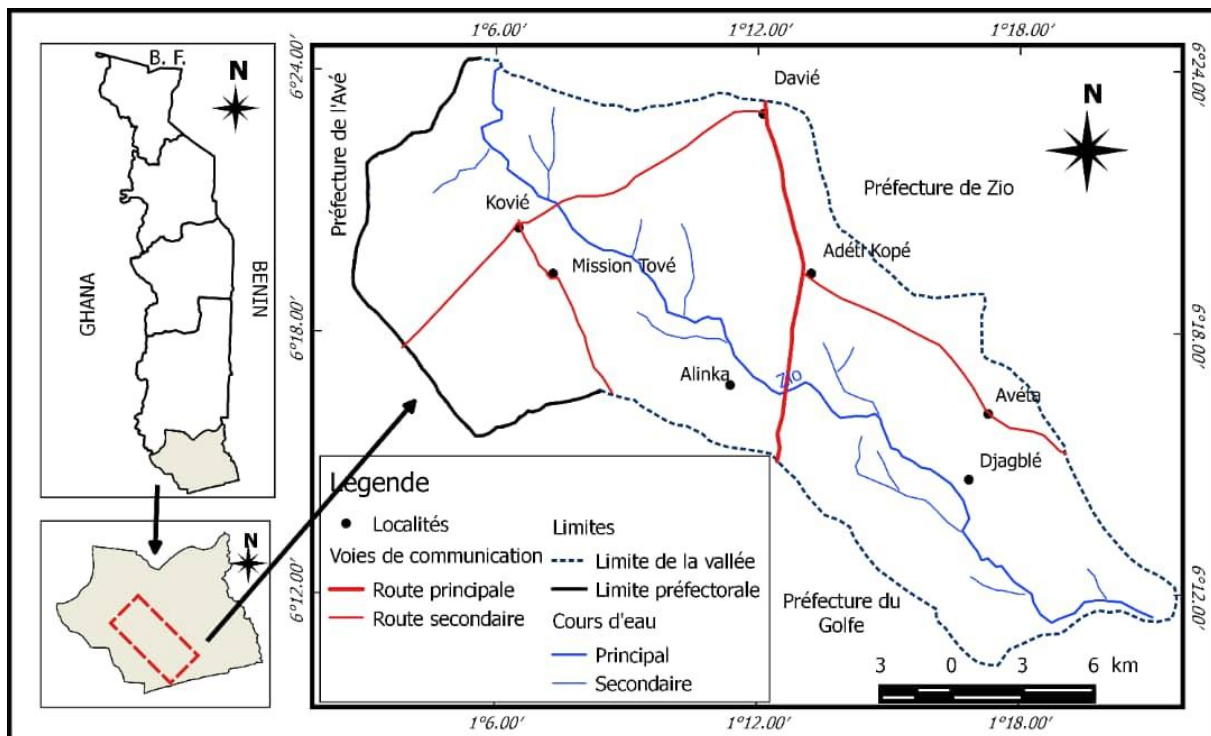 B. F.
N
GHANA
BENIN
N
1°6.00'
1°12.00'
1°18.00'
6°24.00'
6°24.00'
Davié
N
Préfecture de l'Avé
Préfecture de Zio
Kovié
Mission Tové
Adéti Kopé
6°18.00'
6°18.00'
Alinka
Zio
Avéta
Djagblé
Légende
Localités
Voies de communication
Route principale
Route secondaire
Limites
Limite de la vallée
Limite préfectorale
Cours d'eau
Principal
Secondaire
Préfecture du
Golfe
6°12.00'
6°12.00'
3 0 3 6 km
1°6.00'
1°12.00'
1°18.00'